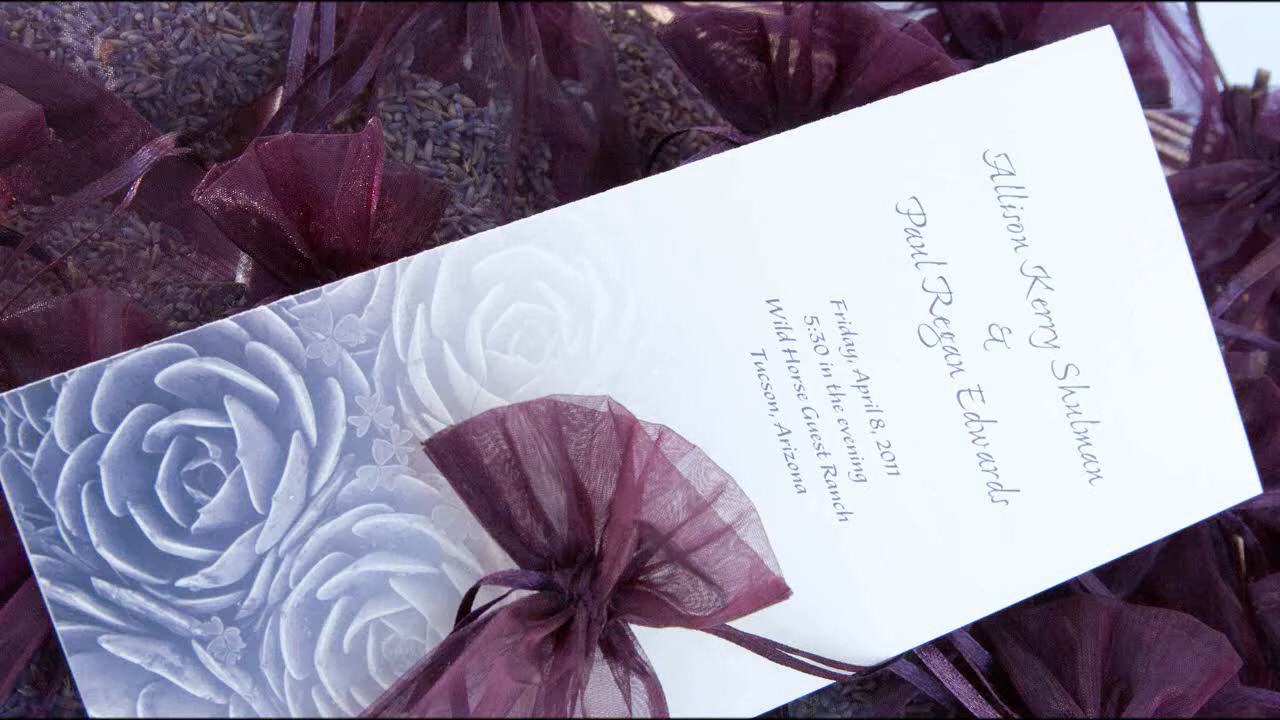 Allison Kerry Shulman
&
Paul Regan Edwards
Friday, April 8, 2011
5:30 in the evening
Wild Horse Guest Ranch
Tucson, Arizona